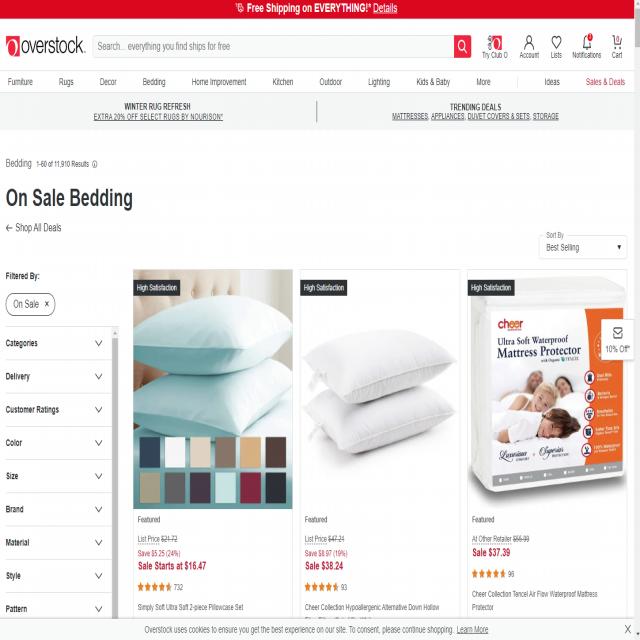 Free Shipping on EVERYTHING!* Details
overstock.
Search... everything you find ships for free
Try Club O
Account
Lists
Notifications
Cart
Furniture
Rugs
Decor
Bedding
Home Improvement
Kitchen
Outdoor
Lighting
Kids & Baby
More
Ideas
Sales & Deals
WINTER RUG REFRESH
EXTRA 20% OFF SELECT RUGS BY NOURISON*
TRENDING DEALS
MATTRESSES, APPLIANCES, DUVET COVERS & SETS, STORAGE
Bedding 1-60 of 11,910 Results
On Sale Bedding
Shop All Deals
Sort By
Best Selling
Filtered By:
On Sale x
Categories
Delivery
Customer Ratings
Color
Size
Brand
Material
Style
Pattern
High Satisfaction
Featured
List Price $21.72
Save $5.25 (24%)
Sale Starts at $16.47
732
Simply Soft Ultra Soft 2-piece Pillowcase Set
High Satisfaction
Featured
List Price $47.21
Save $8.97 (19%)
Sale $38.24
93
Cheer Collection Hypoallergenic Alternative Down Hollow
High Satisfaction
cheer
Ultra Soft Waterproof
Mattress Protector
with Organic TENCEL
Luxurious
Superior
10% Off*
Featured
At Other Retailer $55.99
Sale $37.39
96
Cheer Collection Tencel Air Flow Waterproof Mattress
Protector
Overstock uses cookies to ensure you get the best experience on our site. To consent, please continue shopping. Learn More
X